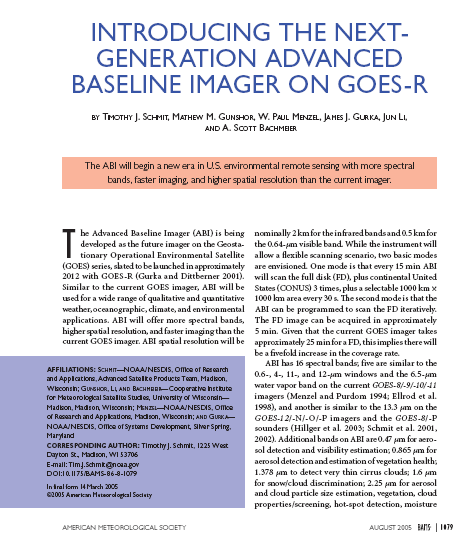 INTRODUCING THE NEXT-
GENERATION ADVANCED
BASELINE IMAGER ON GOES-R
BY TIMOTHY J. SCHMIT, MATHEW M. GUNSHOR, W. PAUL MENZEL, JAMES J. GURKA, JUN LI,
AND A. SCOTT BACHMEIER
The ABI will begin a new era in U.S. environmental remote sensing with more spectral
bands, faster imaging, and higher spatial resolution than the current imager.
The Advanced Baseline Imager (ABI) is being
developed as the future imager on the Geosta-
tionary Operational Environmental Satellite
(GOES) series, slated to be launched in approximately
2012 with GOES-R (Gurka and Dittberner 2001).
Similar to the current GOES imager, ABI will be
used for a wide range of qualitative and quantitative
weather, oceanographic, climate, and environmental
applications. ABI will offer more spectral bands,
higher spatial resolution, and faster imaging than the
current GOES imager. ABI spatial resolution will be
AFFILIATIONS: SCHMIT—NOAA/NESDIS, Office of Research
and Applications, Advanced Satellite Products Team, Madison,
Wisconsin; GUNSHOR, LI, AND BACHMEIER—Cooperative Institute
for Meteorological Satellite Studies, University of Wisconsin—
Madison, Madison, Wisconsin; MENZEL—NOAA/NESDIS, Office
of Research and Applications, Madison, Wisconsin; AND GURKA—
NOAA/NESDIS, Office of Systems Development, Silver Spring,
Maryland
CORRESPONDING AUTHOR: Timothy J. Schmit, 1225 West
Dayton St., Madison, WI 53706
E-mail: Tim.J.Schmit@noaa.gov
DOI:10.1175/BAMS-86-8-1079
In final form 14 March 2005
©2005 American Meteorological Society
nominally 2 km for the infrared bands and 0.5 km for
the 0.64-μm visible band. While the instrument will
allow a flexible scanning scenario, two basic modes
are envisioned. One mode is that every 15 min ABI
will scan the full disk (FD), plus continental United
States (CONUS) 3 times, plus a selectable 1000 km ×
1000 km area every 30 s. The second mode is that the
ABI can be programmed to scan the FD iteratively.
The FD image can be acquired in approximately
5 min. Given that the current GOES imager takes
approximately 25 min for a FD, this implies there will
be a fivefold increase in the coverage rate.
ABI has 16 spectral bands; five are similar to the
0.6-, 4-, 11-, and 12-μm windows and the 6.5-μm
water vapor band on the current GOES-8/-9/-10/-11
imagers (Menzel and Purdom 1994; Ellrod et al.
1998), and another is similar to the 13.3 μm on the
GOES-12/-N/-O/-P imagers and the GOES-8/-P
sounders (Hillger et al. 2003; Schmit et al. 2001,
2002). Additional bands on ABI are 0.47 μm for aero-
sol detection and visibility estimation; 0.865 μm for
aerosol detection and estimation of vegetation health;
1.378 μm to detect very thin cirrus clouds; 1.6 μm
for snow/cloud discrimination; 2.25 μm for aerosol
and cloud particle size estimation, vegetation, cloud
properties/screening, hot-spot detection, moisture
AMERICAN METEOROLOGICAL SOCIETY
AUGUST 2005 BAMS | 1079